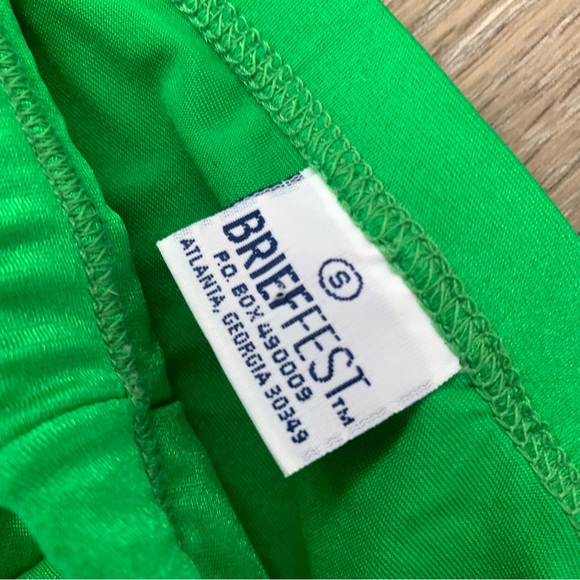 S
BRIEFFEST™
P.O. BOX 490009
ATLANTA, GEORGIA 30349